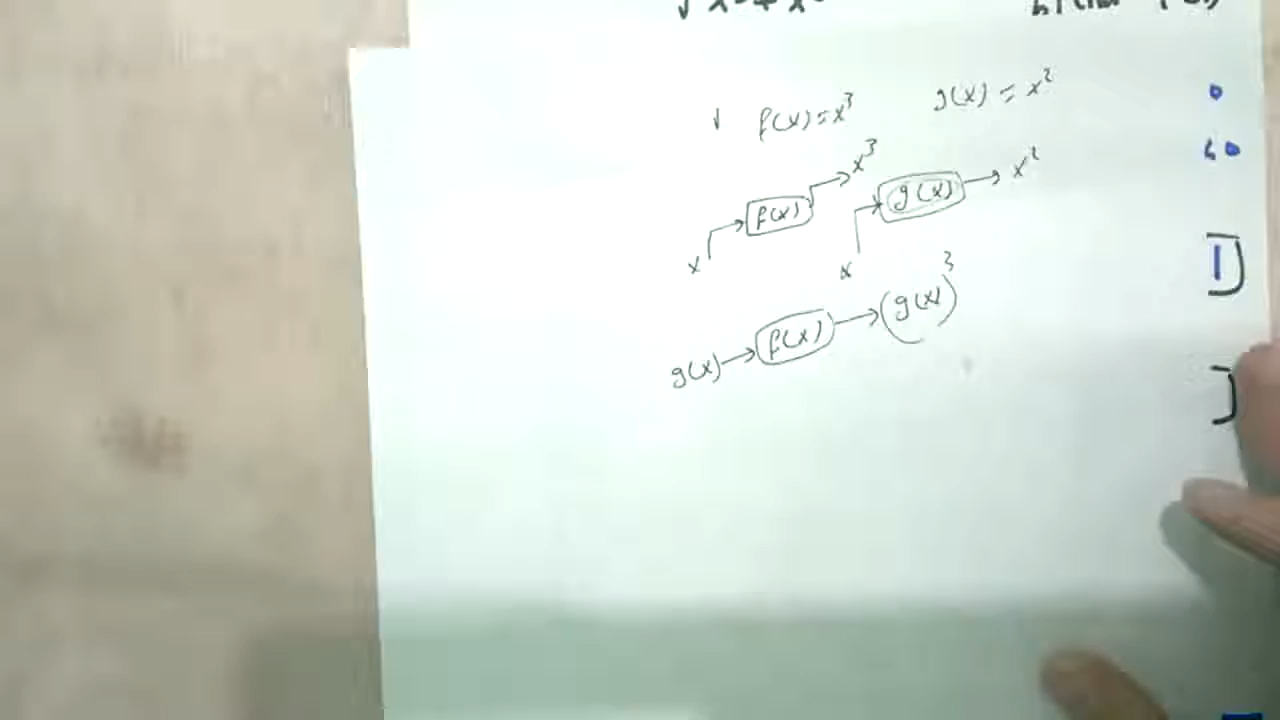 f(x) = x³ g(x) = x²
x → f(x) → x³ x → g(x) → x²
g(x) → f(x) → (g(x))³